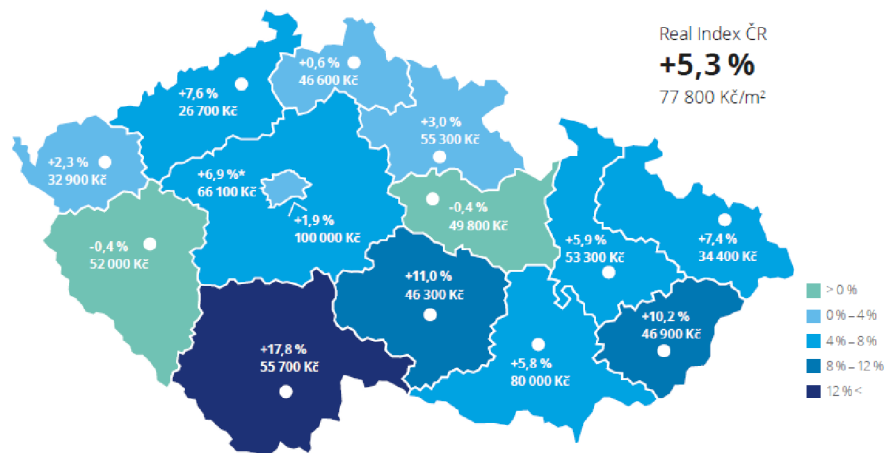 Real Index ČR
+5,3 %
77 800 Kč/m²
+0,6 %
46 600 Kč
+7,6 %
26 700 Kč
+3,0 %
55 300 Kč
+2,3 %
32 900 Kč
+6,9 %*
66 100 Kč
+1,9 %
100 000 Kč
-0,4 %
49 800 Kč
-0,4 %
52 000 Kč
+5,9 %
53 300 Kč
+7,4 %
34 400 Kč
+11,0 %
46 300 Kč
+10,2 %
46 900 Kč
+17,8 %
55 700 Kč
+5,8 %
80 000 Kč
> 0 %
0 % – 4 %
4 % – 8 %
8 % – 12 %
12 % <